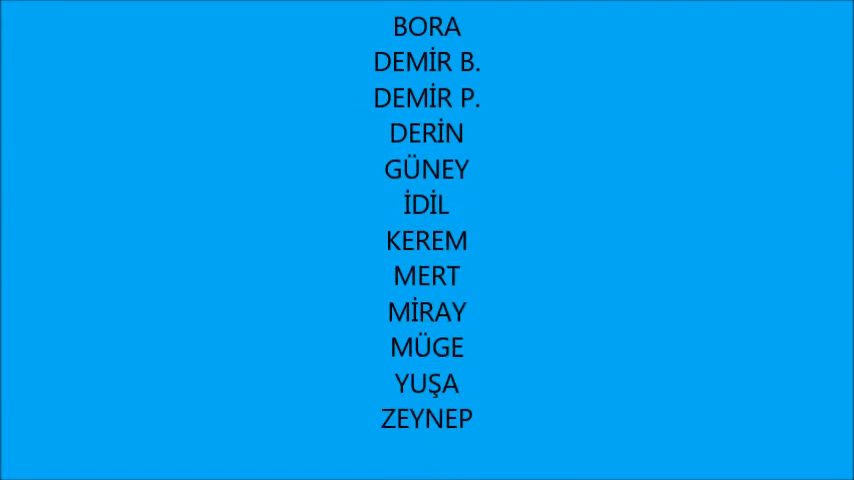 BORA
DEMİR B.
DEMİR P.
DERİN
GÜNEY
İDİL
KEREM
MERT
MİRAY
MÜGE
YUŞA
ZEYNEP